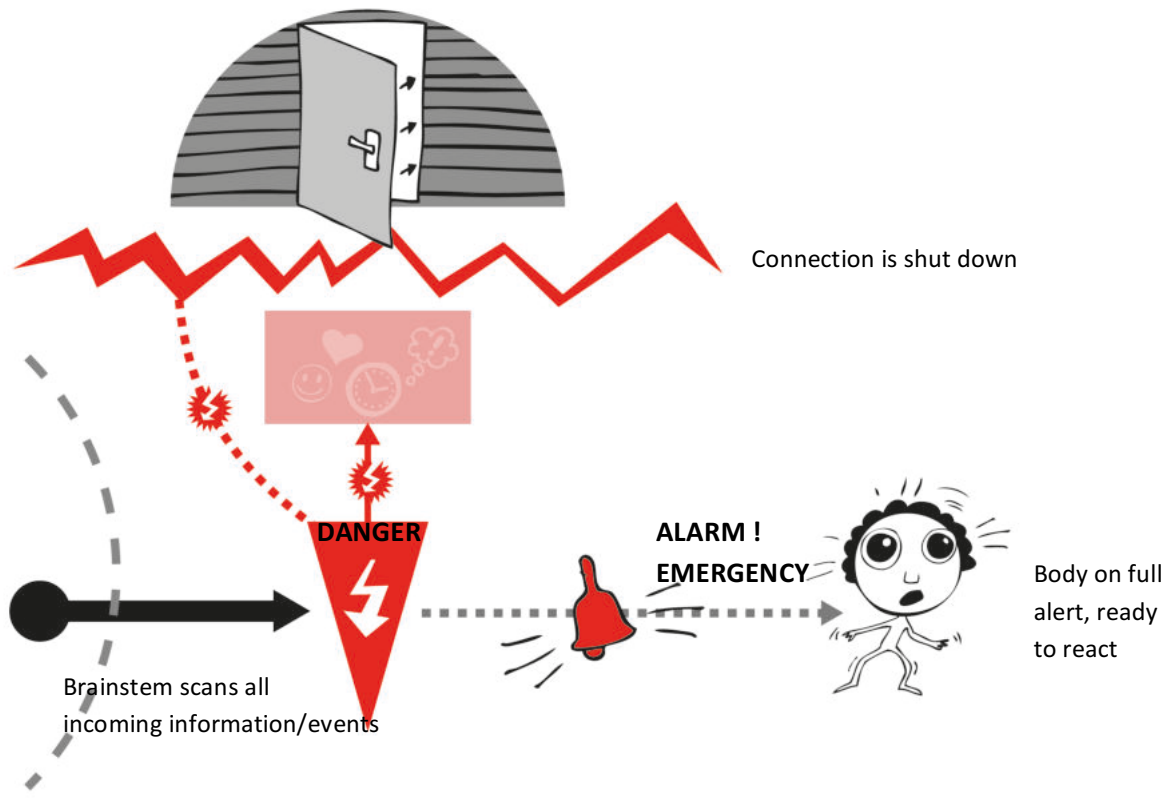 Connection is shut down
DANGER
ALARM !
EMERGENCY
Body on full
alert, ready
to react
Brainstem scans all
incoming information/events